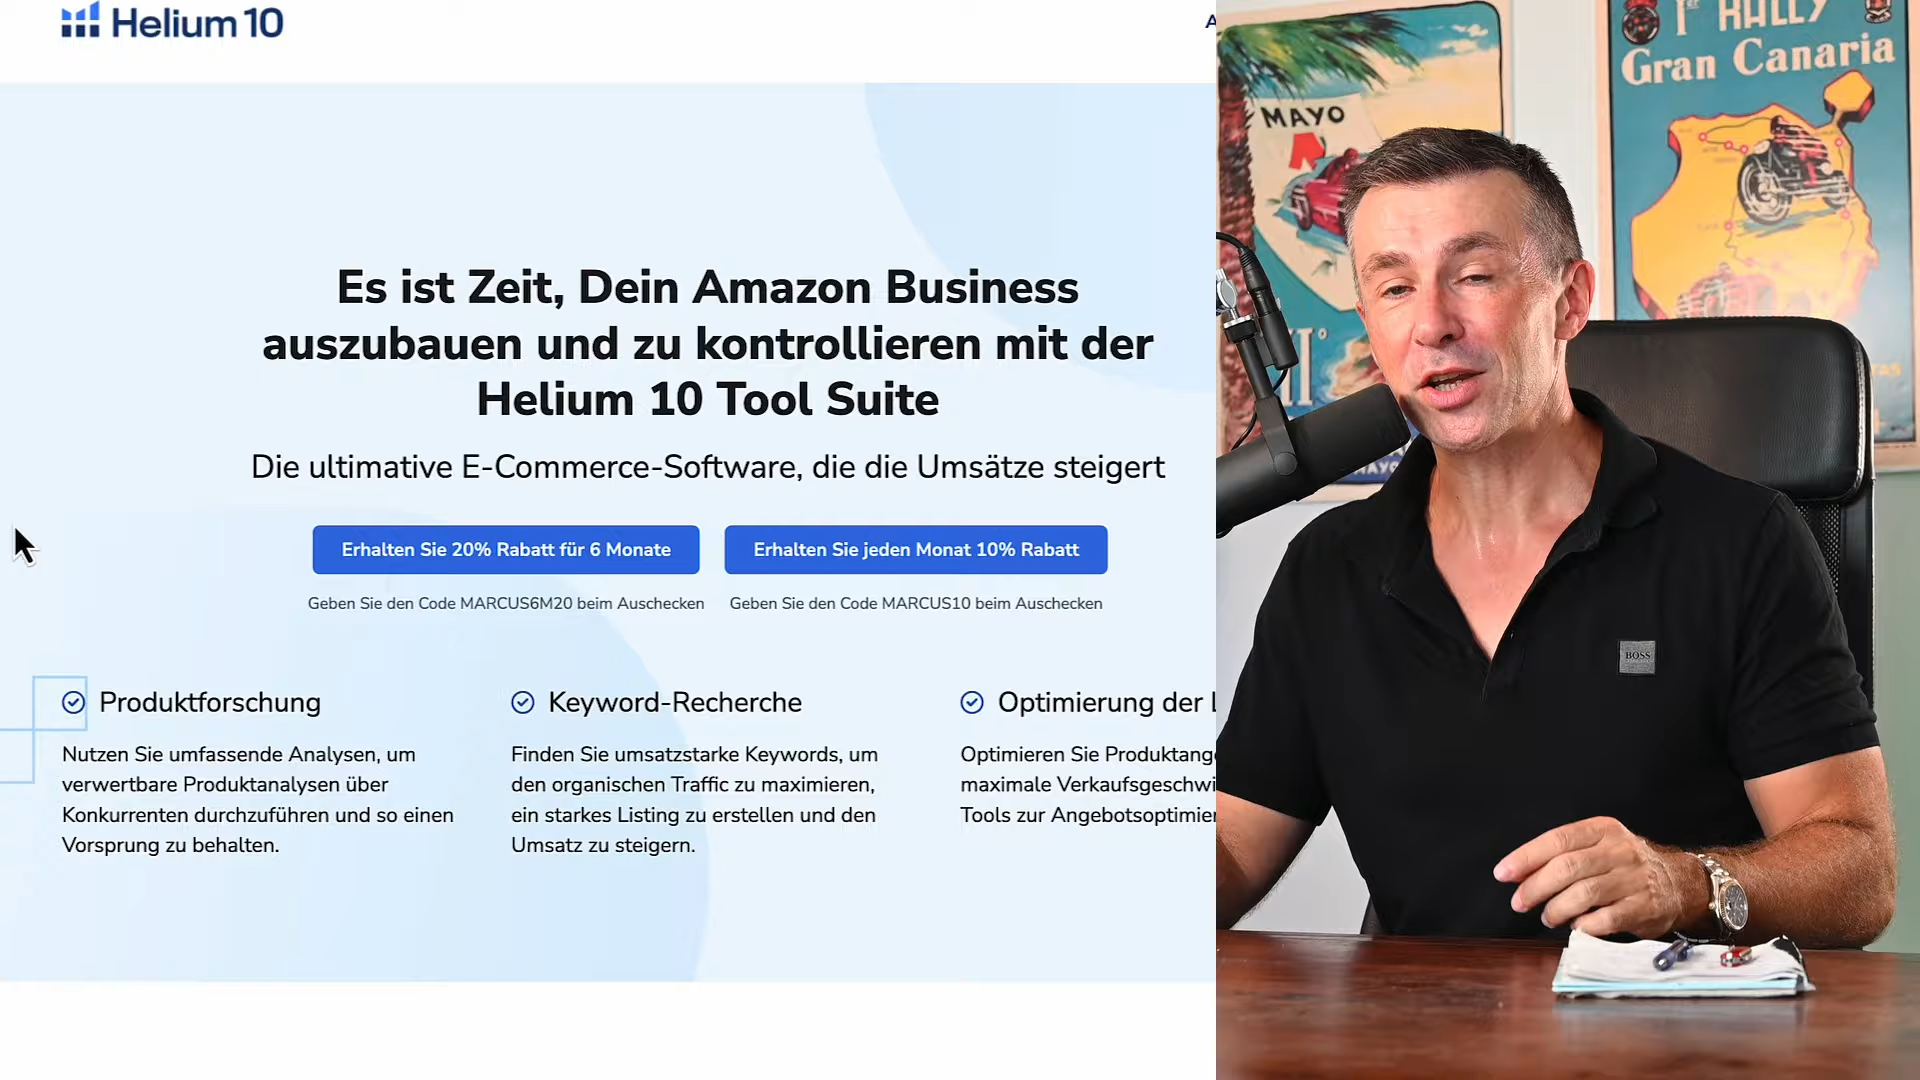 Helium 10
Es ist Zeit, Dein Amazon Business
auszubauen und zu kontrollieren mit der
Helium 10 Tool Suite
Die ultimative E-Commerce-Software, die die Umsätze steigert
Erhalten Sie 20% Rabatt für 6 Monate
Erhalten Sie jeden Monat 10% Rabatt
Geben Sie den Code MARCUS6M20 beim Auschecken
Geben Sie den Code MARCUS10 beim Auschecken
Produktforschung
Nutzen Sie umfassende Analysen, um
verwertbare Produktanalysen über
Konkurrenten durchzuführen und so einen
Vorsprung zu behalten.
Keyword-Recherche
Finden Sie umsatzstarke Keywords, um
den organischen Traffic zu maximieren,
ein starkes Listing zu erstellen und den
Umsatz zu steigern.
Optimierung der
Optimieren Sie
Tools zur
MAYO
1er RALLY
Gran Canaria
BOSS